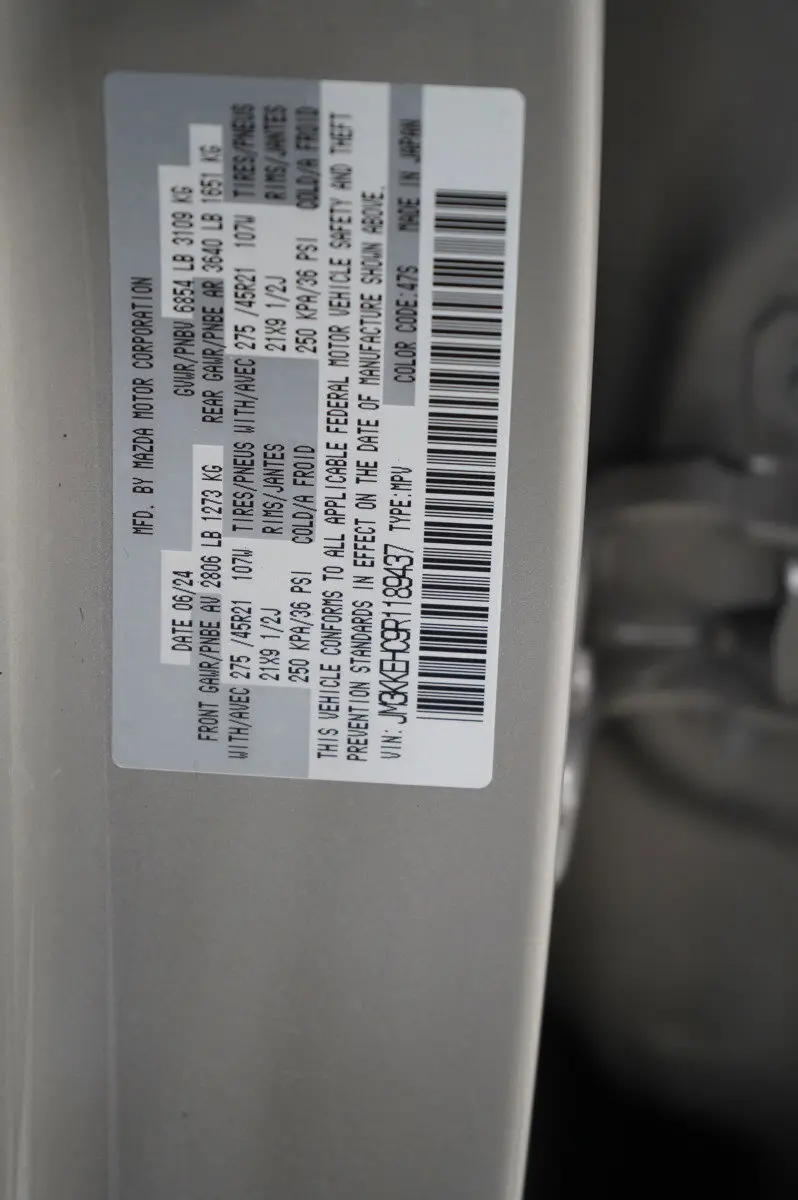 MFD. BY MAZDA MOTOR CORPORATION
DATE 06/24 GVWR/PNBV 6854 LB 3109 KG
FRONT GAWR/PNBE AV 2806 LB 1273 KG REAR GAWR/PNBE AR 3640 LB 1651 KG
WITH/AVEC 275 /45R21 107W TIRES/PNEUS WITH/AVEC 275 /45R21 107W TIRES/PNEUS
21X9 1/2J RIMS/JANTES 21X9 1/2J RIMS/JANTES
250 KPA/36 PSI COLD/A FROID 250 KPA/36 PSI COLD/A FROID
THIS VEHICLE CONFORMS TO ALL APPLICABLE FEDERAL MOTOR VEHICLE SAFETY AND THEFT
PREVENTION STANDARDS IN EFFECT ON THE DATE OF MANUFACTURE SHOWN ABOVE.
VIN: JM3KKEHC9R1189437 TYPE:MPV COLOR CODE:47S MADE IN JAPAN